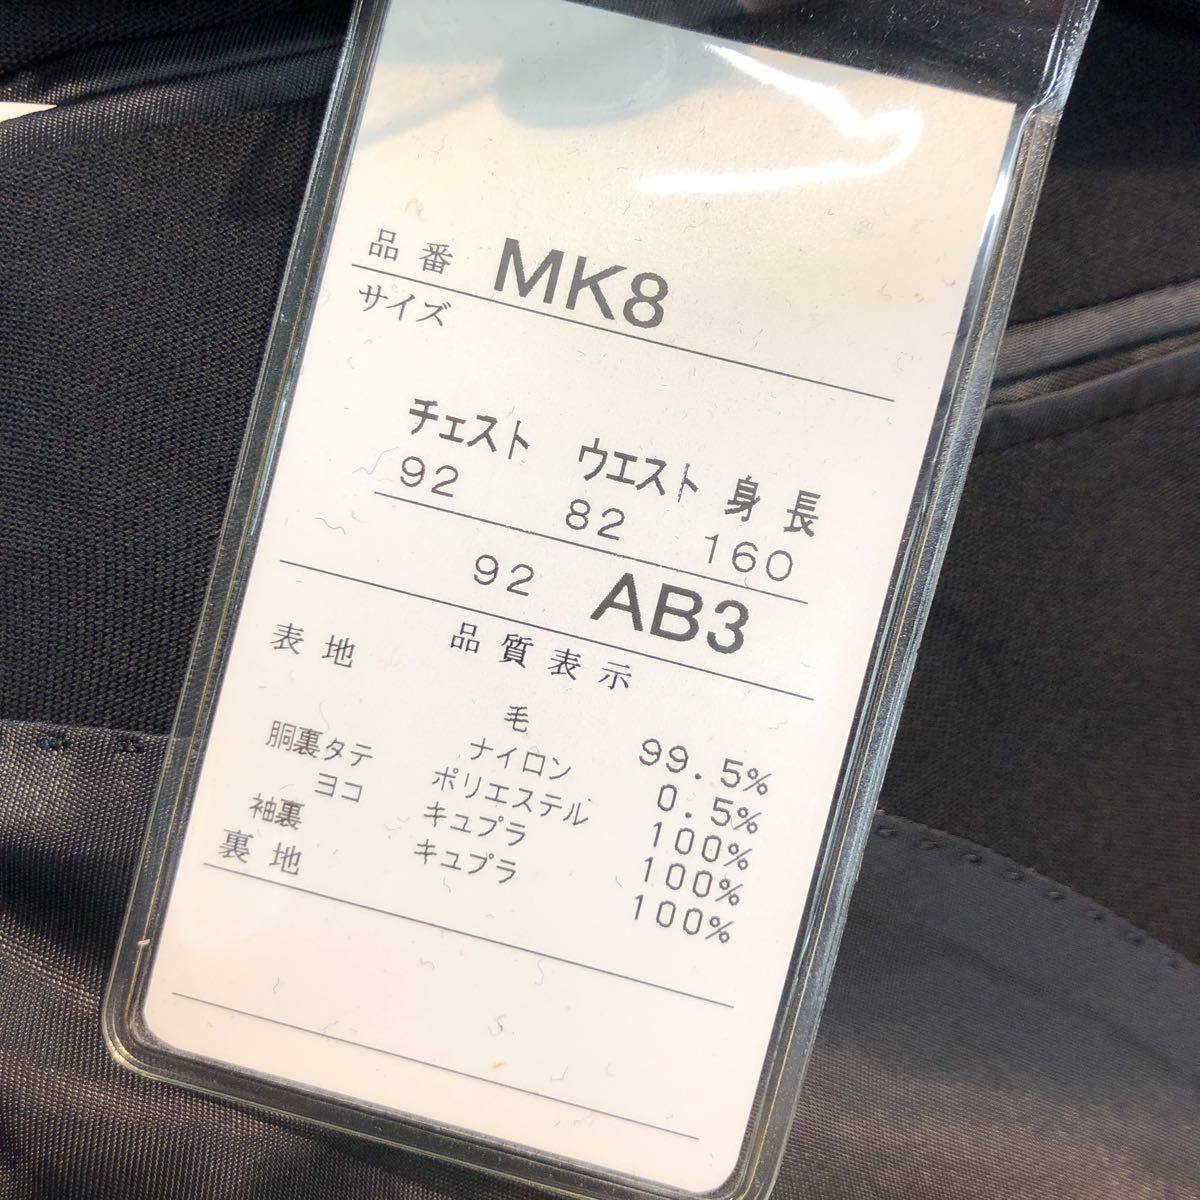 品番 MK8
サイズ
チェスト ウエスト 身長
92 82 160
92 AB3
品質表示
表地
毛 99.5%
ナイロン 0.5%
胴裏タテ ポリエステル 100%
ヨコ キュプラ 100%
袖裏 キュプラ 100%
裏地